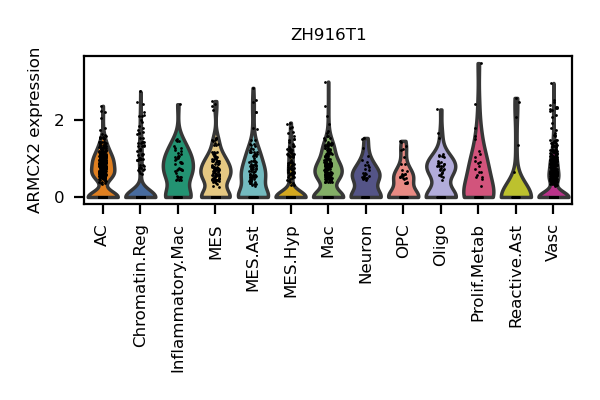 ZH916T1
ARMCX2 expression
2
0
AC
Chromatin.Reg
Inflammatory.Mac
MES
MES.Ast
MES.Hyp
Mac
Neuron
OPC
Oligo
Prolif.Metab
Reactive.Ast
Vasc